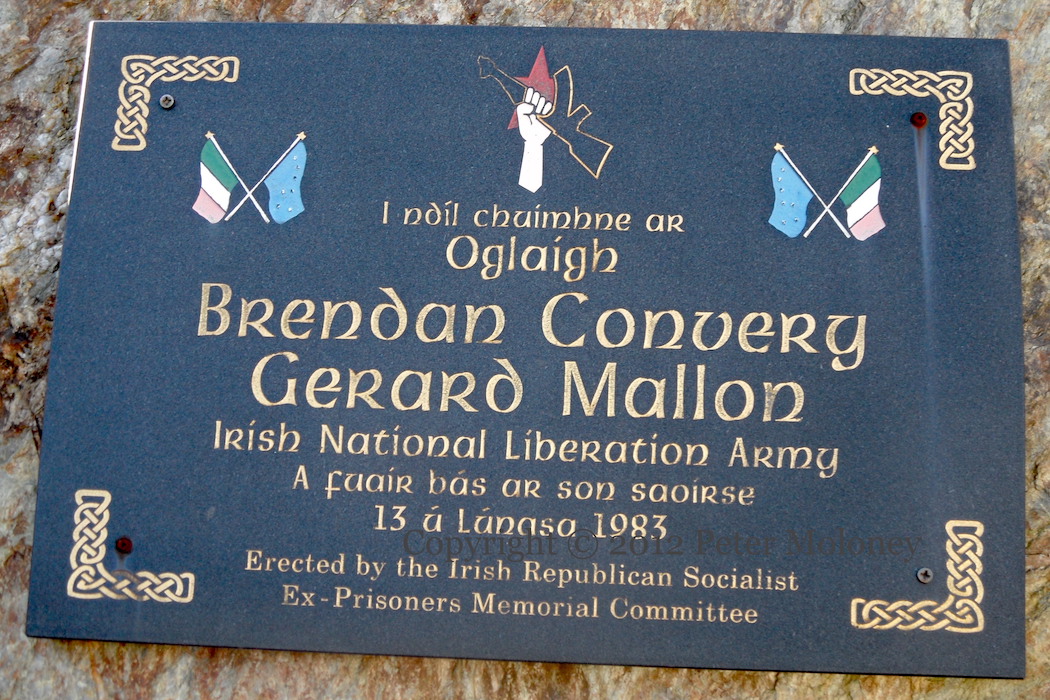 I ndíl chuimhne ar
Oglaigh
Brendan Convery
Gerard Mallon
Irish National Liberation Army
A fuair bás ar son saoirse
13 ú Lúnasa 1983
Copyright © 2012 Peter Moloney
Erected by the Irish Republican Socialist
Ex-Prisoners Memorial Committee